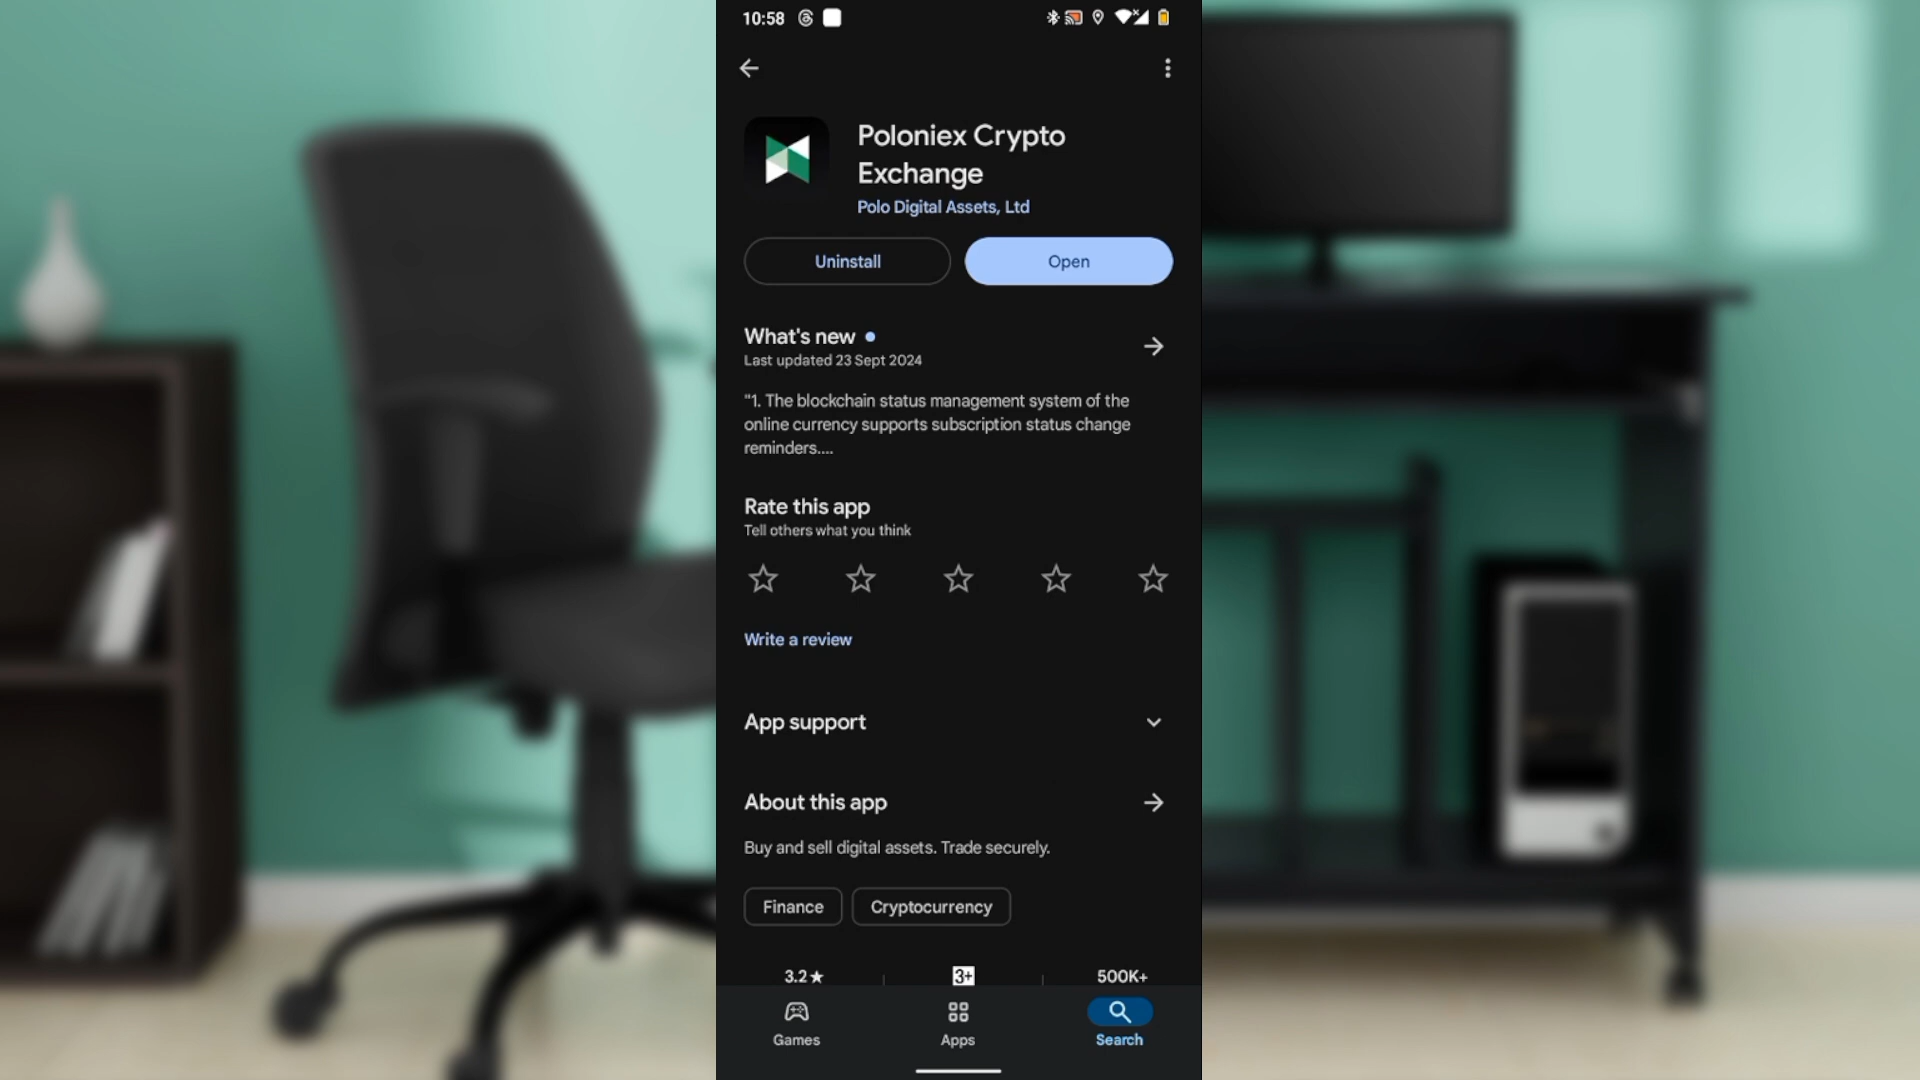 10:58
Poloniex Crypto
Exchange
Polo Digital Assets, Ltd
Uninstall
Open
What's new
Last updated 23 Sept 2024
"1. The blockchain status management system of the
online currency supports subscription status change
reminders....
Rate this app
Tell others what you think
Write a review
App support
About this app
Buy and sell digital assets. Trade securely.
Finance
Cryptocurrency
3.2★
3+
500K+
Games
Apps
Search